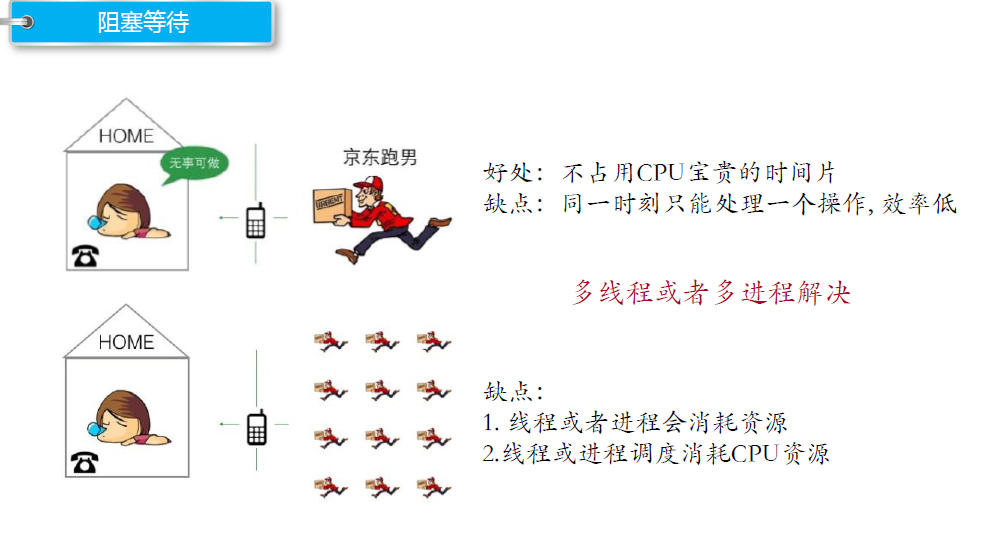 阻塞等待
HOME
无事可做
京东跑男
URGENT
好处：不占用CPU宝贵的时间片
缺点：同一时刻只能处理一个操作, 效率低
多线程或者多进程解决
HOME
缺点：
1. 线程或者进程会消耗资源
2.线程或进程调度消耗CPU资源